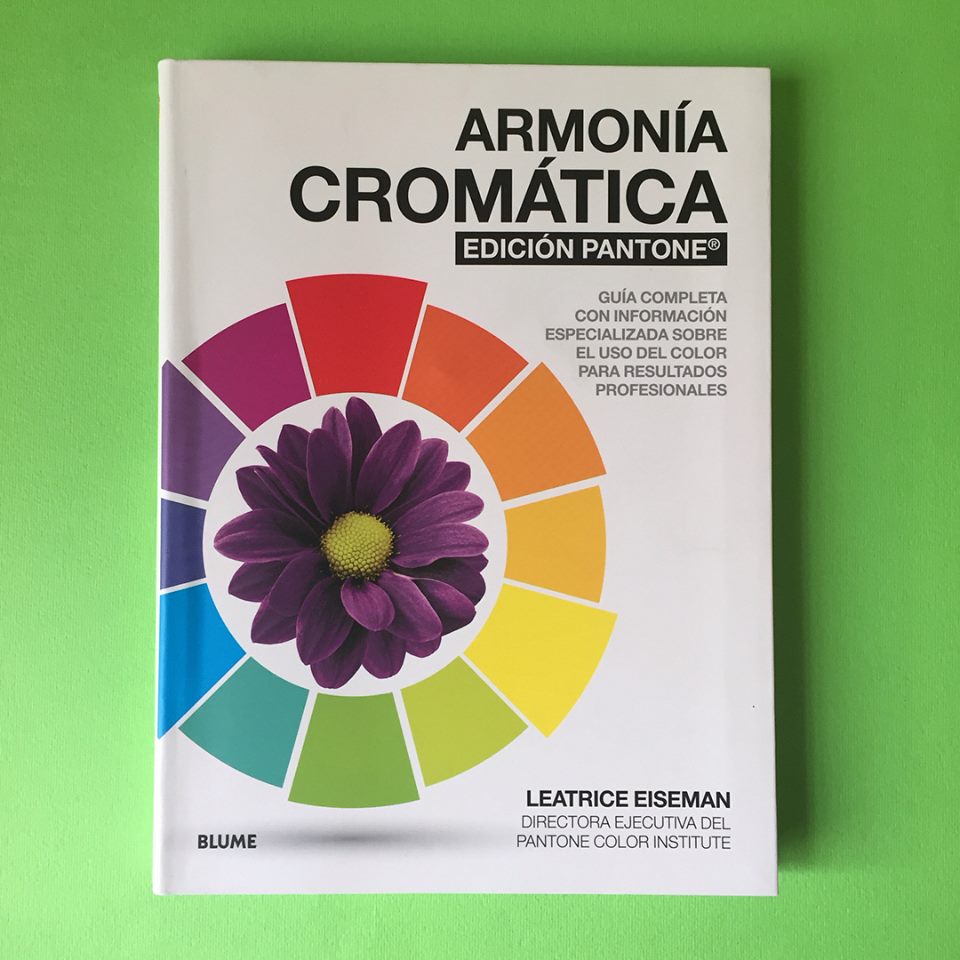 ARMONÍA
CROMÁTICA
EDICIÓN PANTONE®
GUÍA COMPLETA
CON INFORMACIÓN
ESPECIALIZADA SOBRE
EL USO DEL COLOR
PARA RESULTADOS
PROFESIONALES
LEATRICE EISEMAN
DIRECTORA EJECUTIVA DEL
PANTONE COLOR INSTITUTE
BLUME